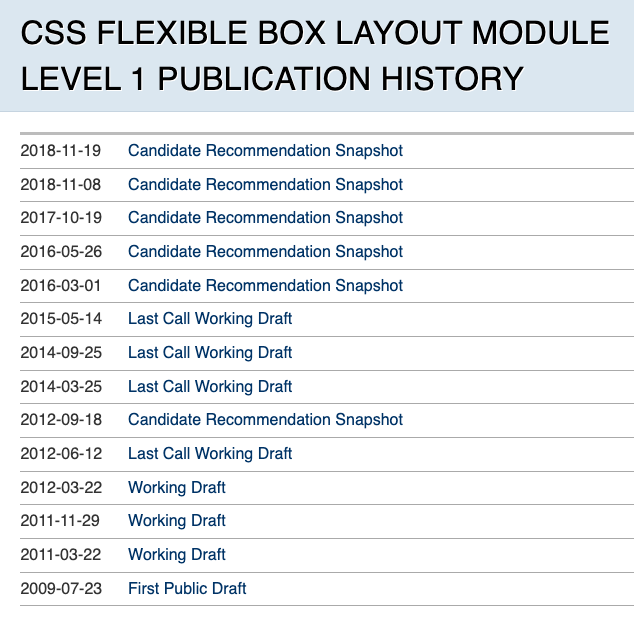 CSS FLEXIBLE BOX LAYOUT MODULE
LEVEL 1 PUBLICATION HISTORY
2018-11-19 Candidate Recommendation Snapshot
2018-11-08 Candidate Recommendation Snapshot
2017-10-19 Candidate Recommendation Snapshot
2016-05-26 Candidate Recommendation Snapshot
2016-03-01 Candidate Recommendation Snapshot
2015-05-14 Last Call Working Draft
2014-09-25 Last Call Working Draft
2014-03-25 Last Call Working Draft
2012-09-18 Candidate Recommendation Snapshot
2012-06-12 Last Call Working Draft
2012-03-22 Working Draft
2011-11-29 Working Draft
2011-03-22 Working Draft
2009-07-23 First Public Draft